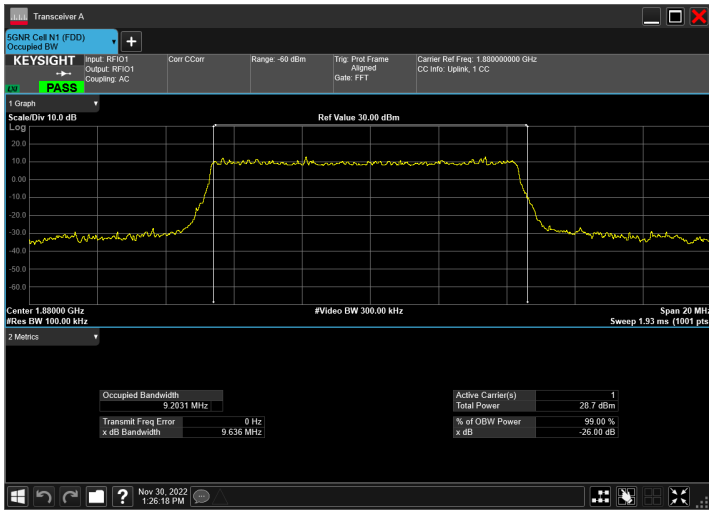 Transceiver A
5GNR Cell N1 (FDD)
Occupied BW
KEYSIGHT
PASS
Input: RFIO1
Output: RFIO1
Coupling: AC
Corr CCorr
Range: -60 dBm
Trig: Prot Frame
Aligned
Gate: FFT
Carrier Ref Freq: 1.880000000 GHz
CC Info: Uplink, 1 CC
1 Graph
Scale/Div 10.0 dB
Ref Value 30.00 dBm
Log
20.0
10.0
0.00
-10.0
-20.0
-30.0
-40.0
-50.0
-60.0
Center 1.88000 GHz
#Video BW 300.00 kHz
Span 20 MHz
#Res BW 100.00 kHz
Sweep 1.93 ms (1001 pts
2 Metrics
Occupied Bandwidth
9.2031 MHz
Active Carrier(s) 1
Total Power 28.7 dBm
Transmit Freq Error 0 Hz
x dB Bandwidth 9.636 MHz
% of OBW Power 99.00 %
x dB -26.00 dB
Nov 30, 2022
1:26:18 PM